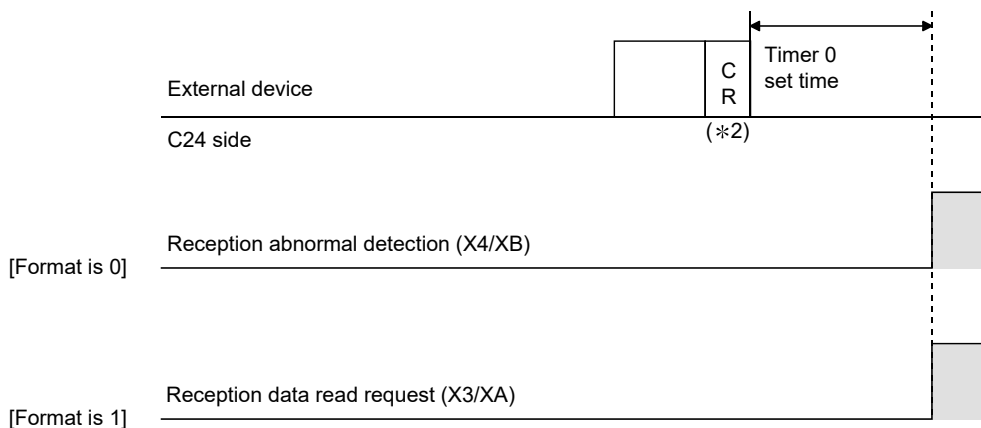 Timer 0
set time
C
R
External device
(*2)
C24 side
Reception abnormal detection (X4/XB)
[Format is 0]
Reception data read request (X3/XA)
[Format is 1]